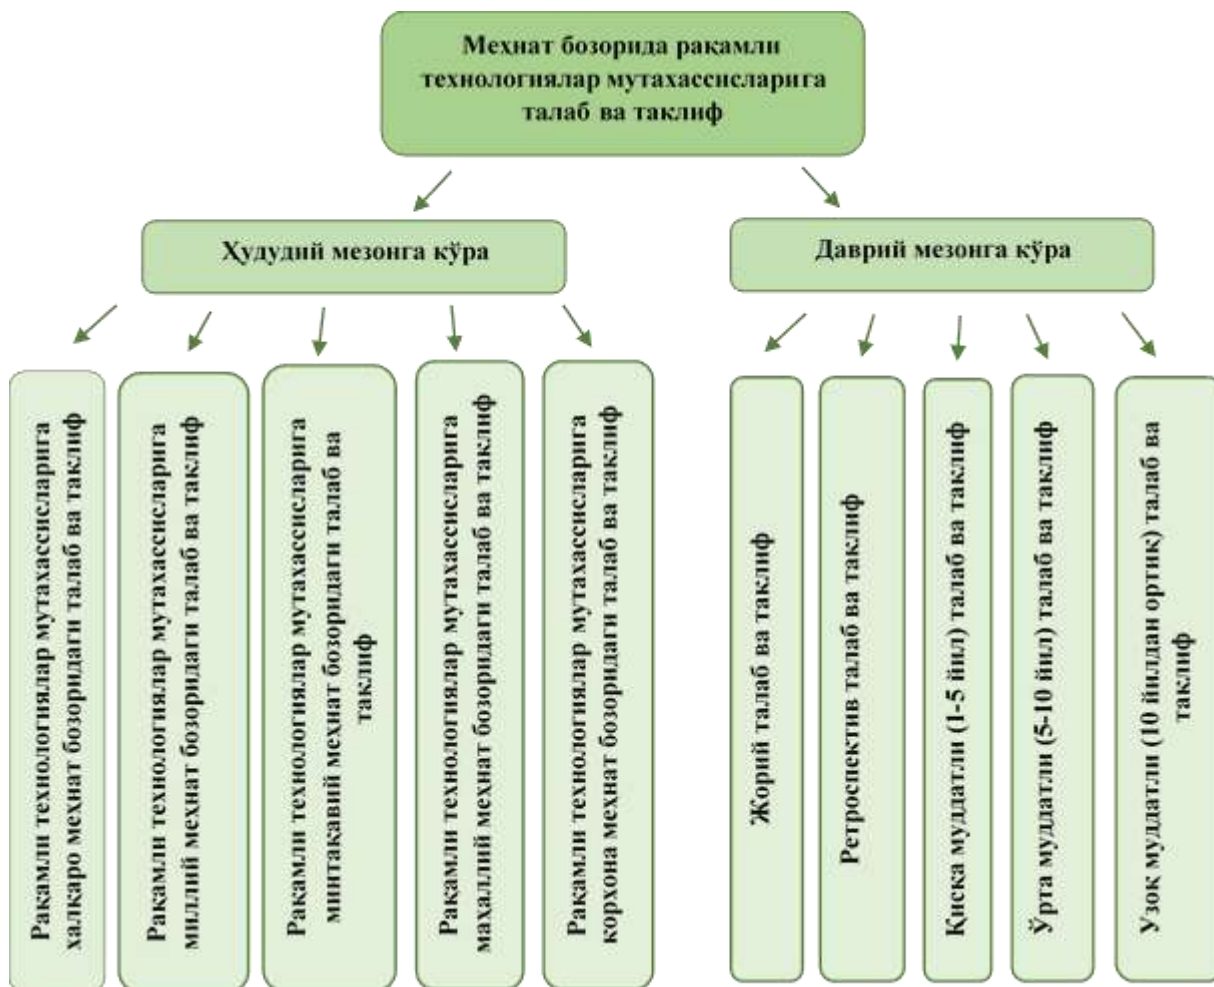 Меҳнат бозорида рақамли
технологиялар мутахассисларига
талаб ва таклиф
Ҳудудий мезонга кўра
Даврий мезонга кўра
Рақамли технологиялар мутахассисларига
халқаро меҳнат бозоридаги талаб ва таклиф
Рақамли технологиялар мутахассисларига
миллий меҳнат бозоридаги талаб ва таклиф
Рақамли технологиялар мутахассисларига
минтақавий меҳнат бозоридаги талаб ва
таклиф
Рақамли технологиялар мутахассисларига
маҳаллий меҳнат бозоридаги талаб ва таклиф
Рақамли технологиялар мутахассисларига
корхона меҳнат бозоридаги талаб ва таклиф
Жорий талаб ва таклиф
Ретроспектив талаб ва таклиф
Қисқа муддатли (1-5 йил) талаб ва таклиф
Ўрта муддатли (5-10 йил) талаб ва таклиф
Узоқ муддатли (10 йилдан ортиқ) талаб ва
таклиф